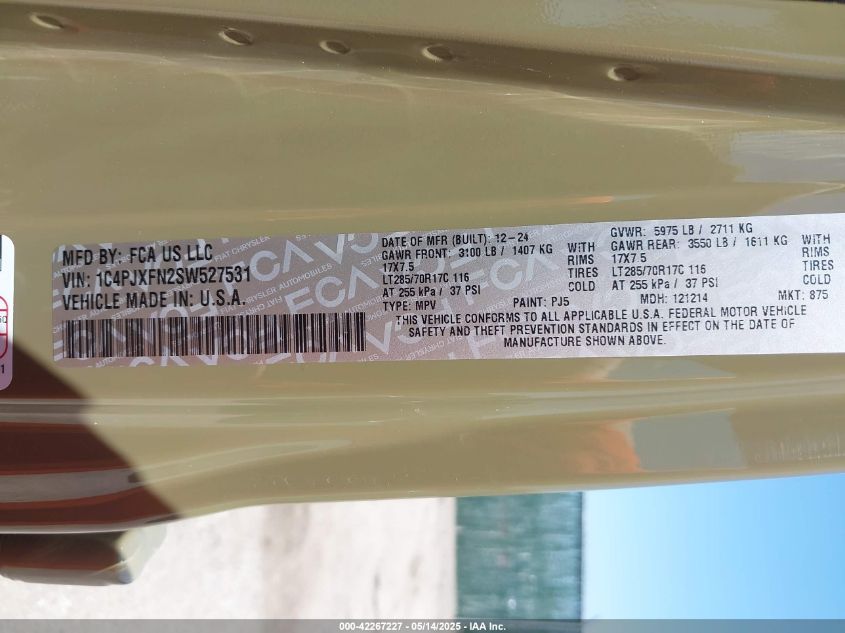 MFD BY: FCA US LLC
VIN: 1C4PJXFN2SW527531
VEHICLE MADE IN: U.S.A.
DATE OF MFR (BUILT): 12-24
GAWR FRONT: 3100 LB / 1407 KG WITH
17X7.5 RIMS
LT285/70R17C 116 TIRES
AT 255 kPa / 37 PSI COLD
TYPE: MPV PAINT: PJ5
GVWR: 5975 LB / 2711 KG
GAWR REAR: 3550 LB / 1611 KG WITH
17X7.5 RIMS
LT285/70R17C 116 TIRES
AT 255 kPa / 37 PSI COLD
MDH: 121214 MKT: 875
THIS VEHICLE CONFORMS TO ALL APPLICABLE U.S.A. FEDERAL MOTOR VEHICLE
SAFETY AND THEFT PREVENTION STANDARDS IN EFFECT ON THE DATE OF
MANUFACTURE SHOWN ABOVE.
000-42267227 - 05/14/2025 - IAA Inc.